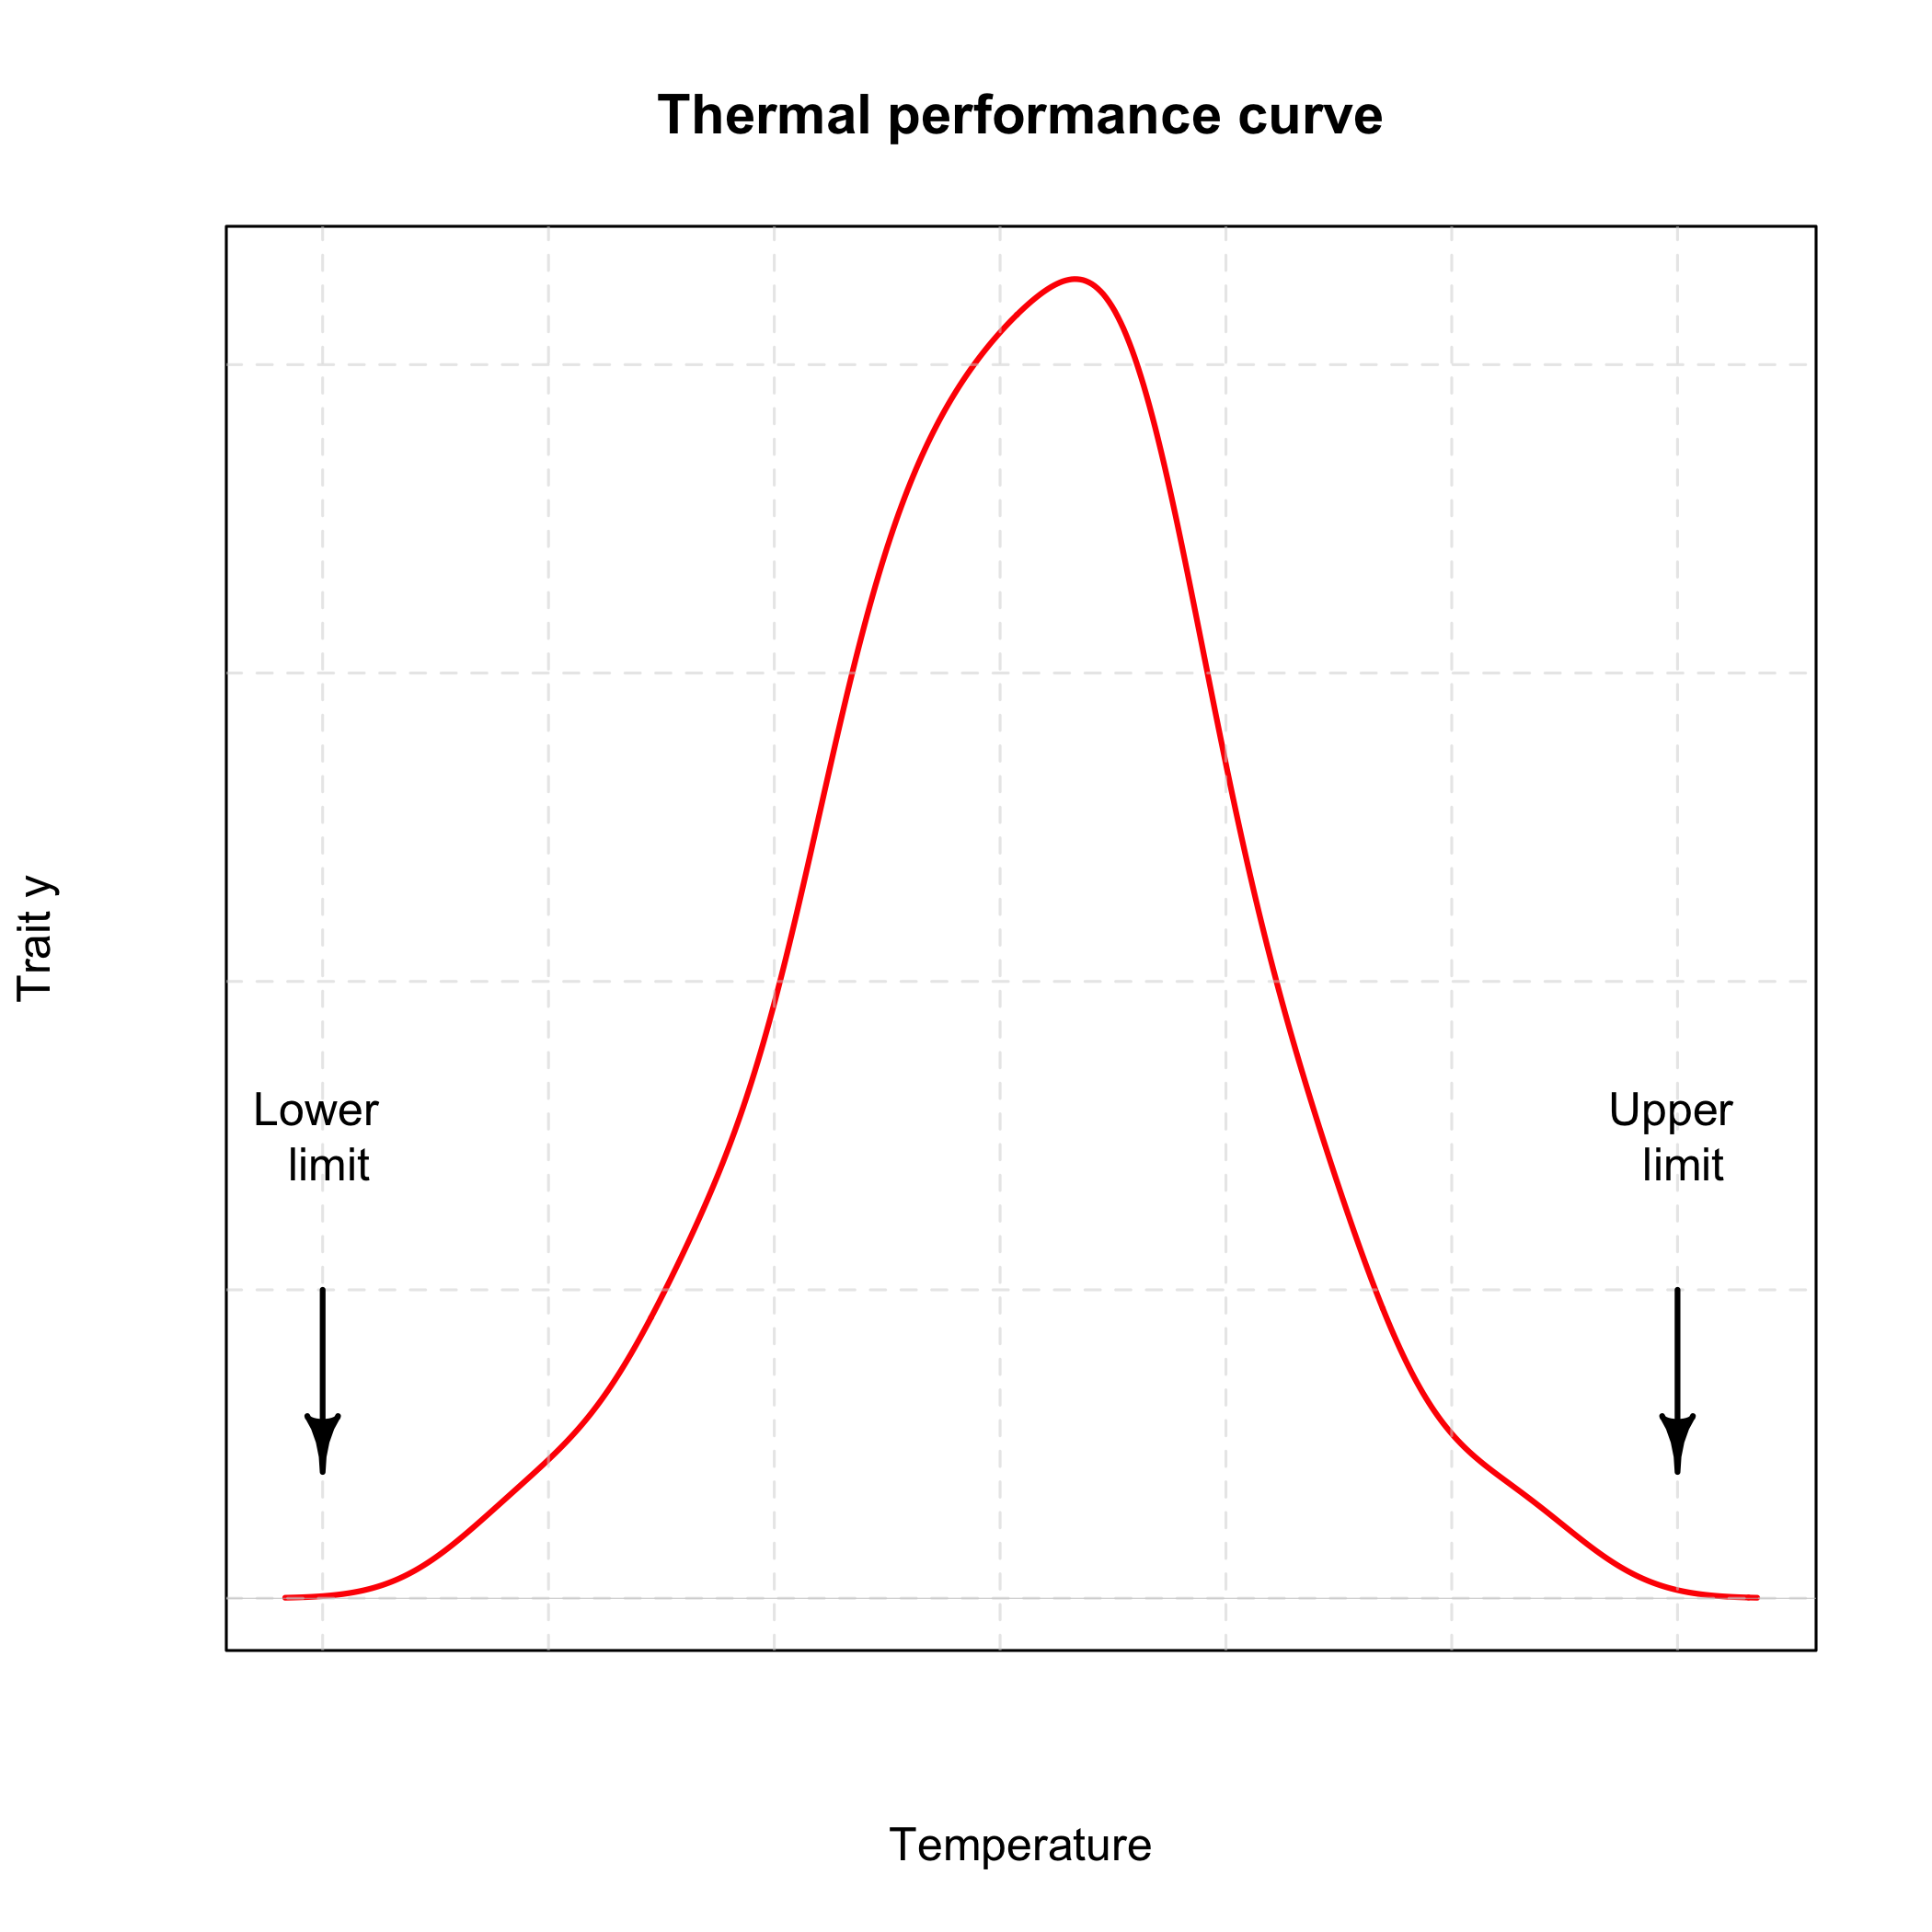 Thermal performance curve
Trait y
Lower
limit
Upper
limit
Temperature